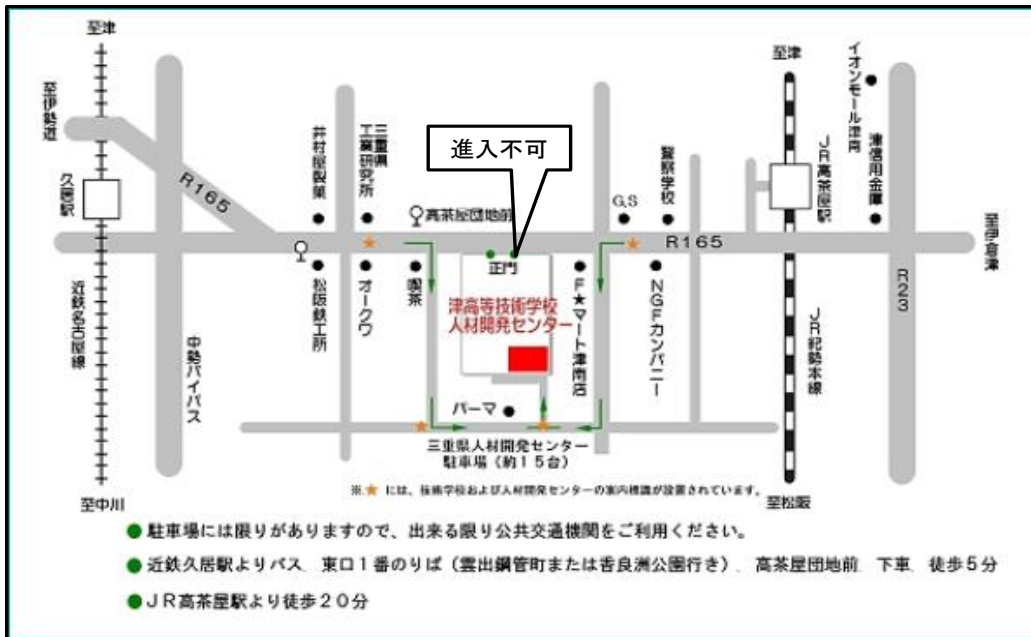 至津
至伊勢道
久居駅
近鉄名古屋線
至中川
R165
中勢バイパス
井村屋製菓
三重県
工業研究所
進入不可
高茶屋団地前
松阪鉄工所
オークワ
喫茶
正門
津高等技術学校
人材開発センター
パーマ
三重県人材開発センター
駐車場(約15台)
G.S
警察学校
R165
F★マート津南店
NGFカンパニー
至津
JR高茶屋駅
JR紀勢本線
至松阪
イオンモール津南
津信用金庫
R23
至伊倉津
※★には、技術学校および人材開発センターの案内標識が設置されています。
●駐車場には限りがありますので、出来る限り公共交通機関をご利用ください。
●近鉄久居駅よりバス 東口1番のりば(雲出鋼管町または香良洲公園行き) 高茶屋団地前 下車 徒歩5分
●JR高茶屋駅より徒歩20分